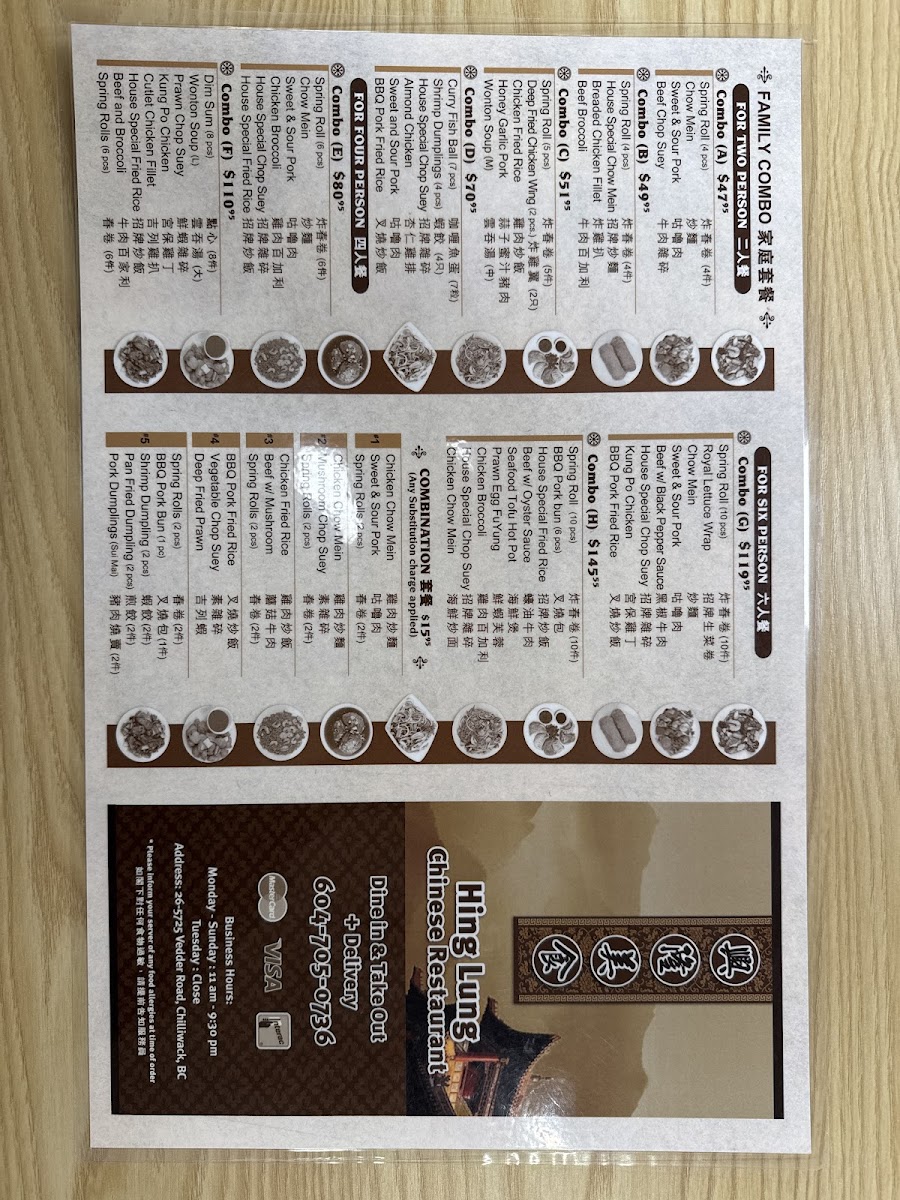 FAMILY COMBO 家庭套餐
FOR TWO PERSON 二人餐
Combo (A) $47⁹⁵
Spring Roll (4 pcs) 炸春卷 (4件)
Chow Mein 炒麵
Sweet & Sour Pork 咕嚕肉
Beef Chop Suey 牛肉雜碎
Combo (B) $49⁹⁵
Spring Roll (4 pcs) 炸春卷 (4件)
House Special Chow Mein 招牌炒麵
Breaded Chicken Fillet 炸雞扒
Beef Broccoli 牛肉百加利
Combo (C) $51⁹⁵
Spring Roll (5 pcs) 炸春卷 (5件)
Deep Fried Chicken Wing (2 pcs) 炸雞翼 (2只)
Chicken Fried Rice 雞肉炒飯
Honey Garlic Pork 蒜子蜜汁豬肉
Wonton Soup (M) 雲吞湯 (中)
Combo (D) $70⁹⁵
Curry Fish Ball (7 pcs) 咖喱魚蛋 (7粒)
Shrimp Dumplings (4 pcs) 蝦餃 (4只)
House Special Chop Suey 招牌雜碎
Almond Chicken 杏仁雞排
Sweet and Sour Pork 咕嚕肉
BBQ Pork Fried Rice 叉燒炒飯
FOR FOUR PERSON 四人餐
Combo (E) $80⁹⁵
Spring Roll (6 pcs) 炸春卷 (6件)
Chow Mein 炒麵
Sweet & Sour Pork 咕嚕肉
Chicken Broccoli 雞肉百加利
House Special Chop Suey 招牌雜碎
House Special Fried Rice 招牌炒飯
Combo (F) $110⁹⁵
Dim Sum (8 pcs) 點心 (8件)
Wonton Soup (L) 雲吞湯 (大)
Prawn Chop Suey 鮮蝦雜碎
Kung Po Chicken 宮保雞丁
Cutlet Chicken Fillet 吉列雞扒
House Special Fried Rice 招牌炒飯
Beef and Broccoli 牛肉百家利
Spring Rolls (6 pcs) 春卷 (6件)
FOR SIX PERSON 六人餐
Combo (G) $119⁹⁵
Spring Roll (10 pcs) 炸春卷 (10件)
Royal Lettuce Wrap 招牌生菜卷
Chow Mein 炒麵
Sweet & Sour Pork 咕嚕肉
Beef w/ Black Pepper Sauce 黑椒牛肉
House Special Chop Suey 招牌雜碎
Kung Po Chicken 宮保雞丁
BBQ Pork Fried Rice 叉燒炒飯
Combo (H) $145⁵⁵
Spring Roll (10 pcs) 炸春卷 (10件)
BBQ Pork bun (6 pcs) 叉燒包
House Special Fried Rice 招牌炒飯
Beef w/ Oyster Sauce 蠔油牛肉
Seafood Tofu Hot Pot 海鮮煲
Prawn Egg FuYung 鮮蝦芙蓉
Chicken Broccoli 雞肉百加利
House Special Chop Suey 招牌雜碎
Chicken Chow Mein 海鮮炒面
COMBINATION 套餐 $15⁹⁵
(Any Substitution charge applied)
#1 Chicken Chow Mein 雞肉炒麵
Sweet & Sour Pork 咕嚕肉
Spring Rolls (2 pcs) 春卷 (2件)
#2 Chicken Chow Mein 雞肉炒麵
Mushroom Chop Suey 素雜碎
Spring Rolls (2 pcs) 春卷 (2件)
#3 Chicken Fried Rice 雞肉炒飯
Beef w/ Mushroom 蘑菇牛肉
Spring Rolls (2 pcs) 春卷 (2件)
#4 BBQ Pork Fried Rice 叉燒炒飯
Vegetable Chop Suey 素雜碎
Deep Fried Prawn 吉列蝦
#5 Spring Rolls (2 pcs) 春卷 (2件)
BBQ Pork Bun (1 pc) 叉燒包 (1件)
Shrimp Dumpling (2 pcs) 蝦餃 (2件)
Pan Fried Dumpling (2 pcs) 煎餃 (2件)
Pork Dumplings (Sui Mai) 豬肉燒賣 (2件)
興隆美食
Hing Lung
Chinese Restaurant
Dine in & Take Out
+ Delivery
604-705-0736
MasterCard VISA Interac
Business Hours:
Monday - Sunday : 11 am - 9:30 pm
Tuesday : Close
Address: 26-5725 Vedder Road, Chilliwack, BC
* Please inform your server of any food allergies at time of order
如閣下對任何食物過敏，請提前告知服務員